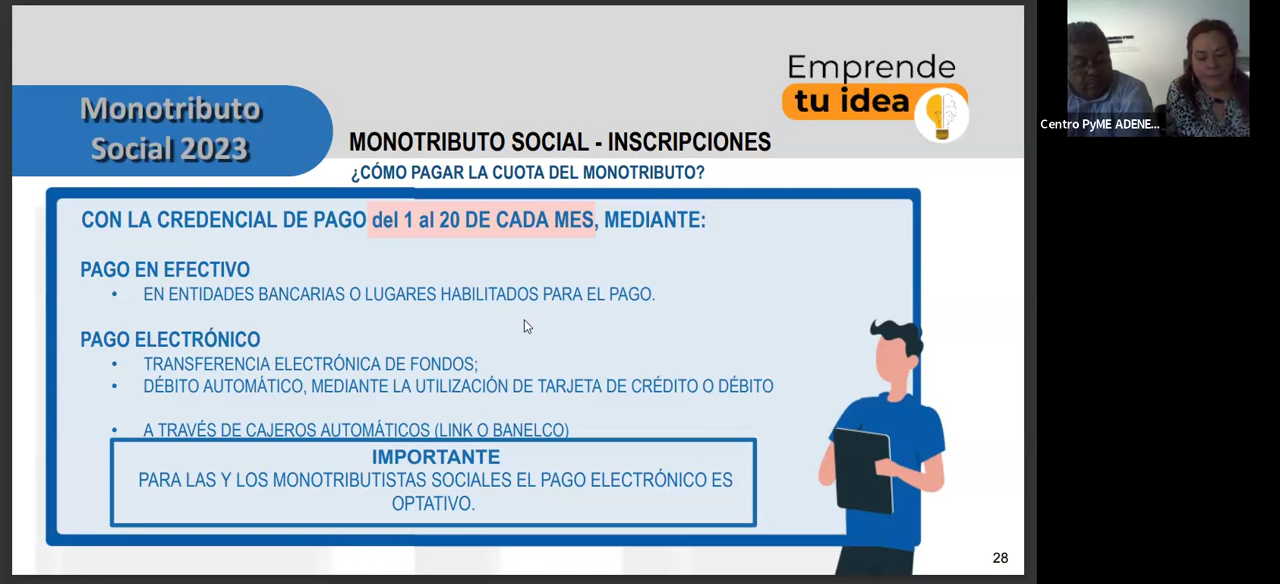 Monotributo
Social 2023
Emprende
tu idea
MONOTRIBUTO SOCIAL - INSCRIPCIONES
¿CÓMO PAGAR LA CUOTA DEL MONOTRIBUTO?
CON LA CREDENCIAL DE PAGO del 1 al 20 DE CADA MES, MEDIANTE:
PAGO EN EFECTIVO
• EN ENTIDADES BANCARIAS O LUGARES HABILITADOS PARA EL PAGO.
PAGO ELECTRÓNICO
• TRANSFERENCIA ELECTRÓNICA DE FONDOS;
• DÉBITO AUTOMÁTICO, MEDIANTE LA UTILIZACIÓN DE TARJETA DE CRÉDITO O DÉBITO
• A TRAVÉS DE CAJEROS AUTOMÁTICOS (LINK O BANELCO)
IMPORTANTE
PARA LAS Y LOS MONOTRIBUTISTAS SOCIALES EL PAGO ELECTRÓNICO ES
OPTATIVO.
28
Centro PyME ADENE...